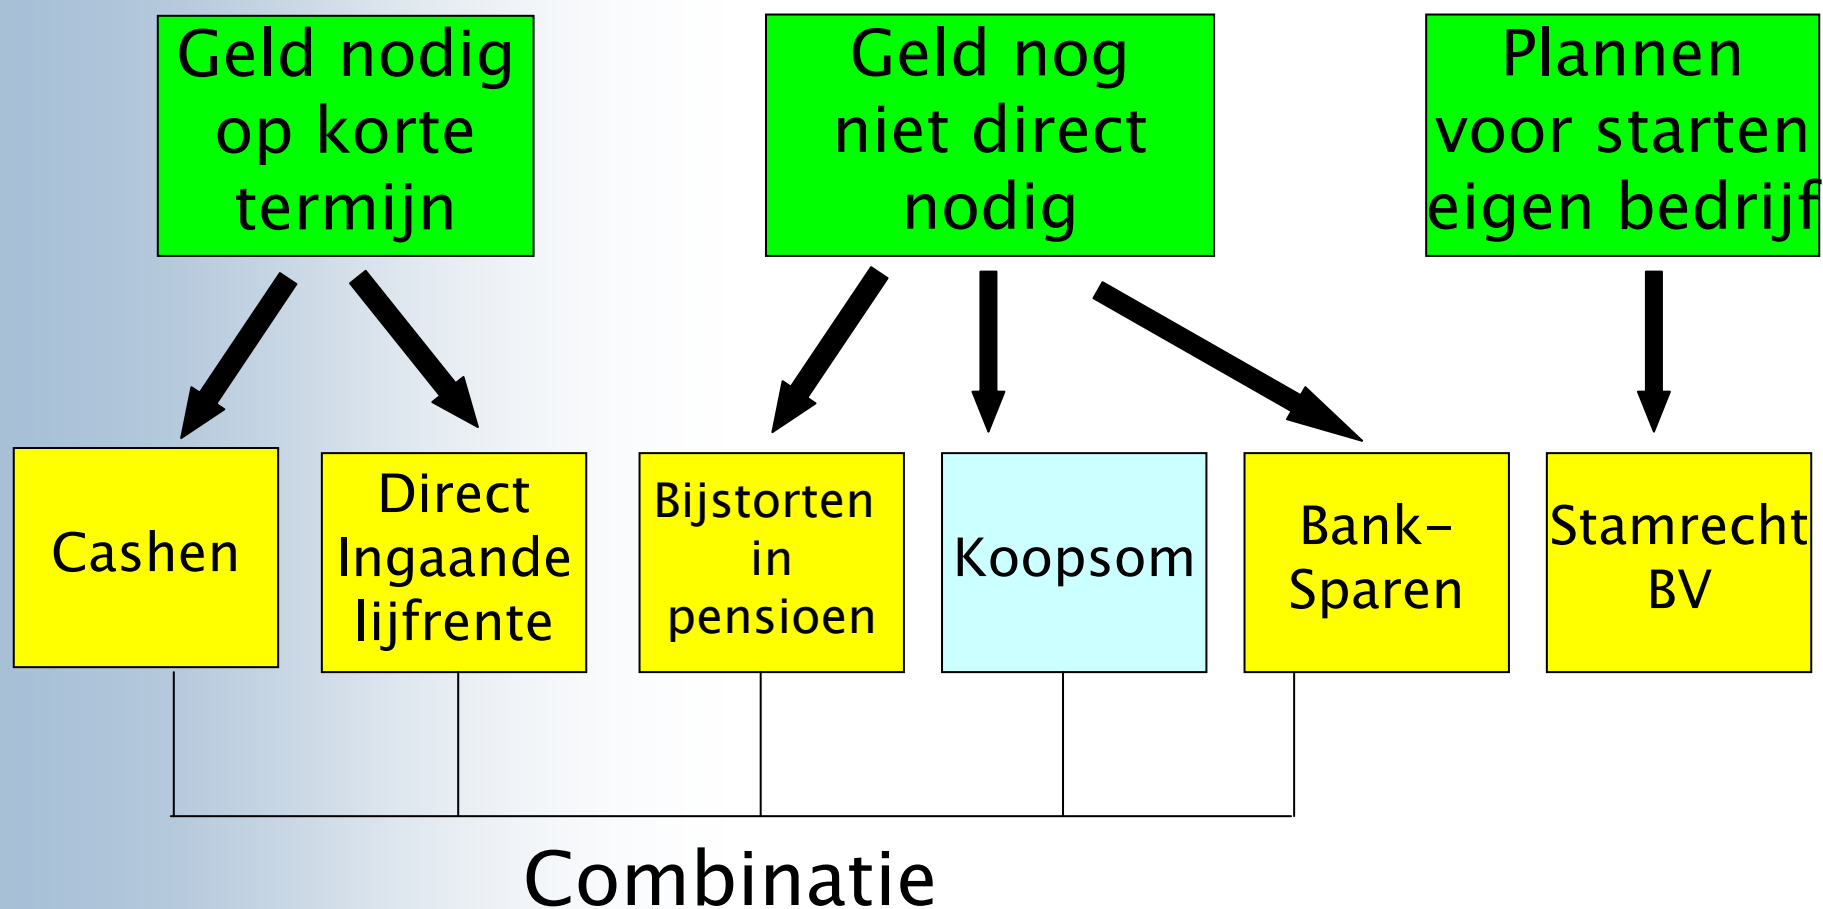 Geld nodig
op korte
termijn
Geld nog
niet direct
nodig
Plannen
voor starten
eigen bedrijf
Cashen
Direct
Ingaande
lijfrente
Bijstorten
in
pensioen
Koopsom
Bank-
Sparen
Stamrecht
BV
Combinatie